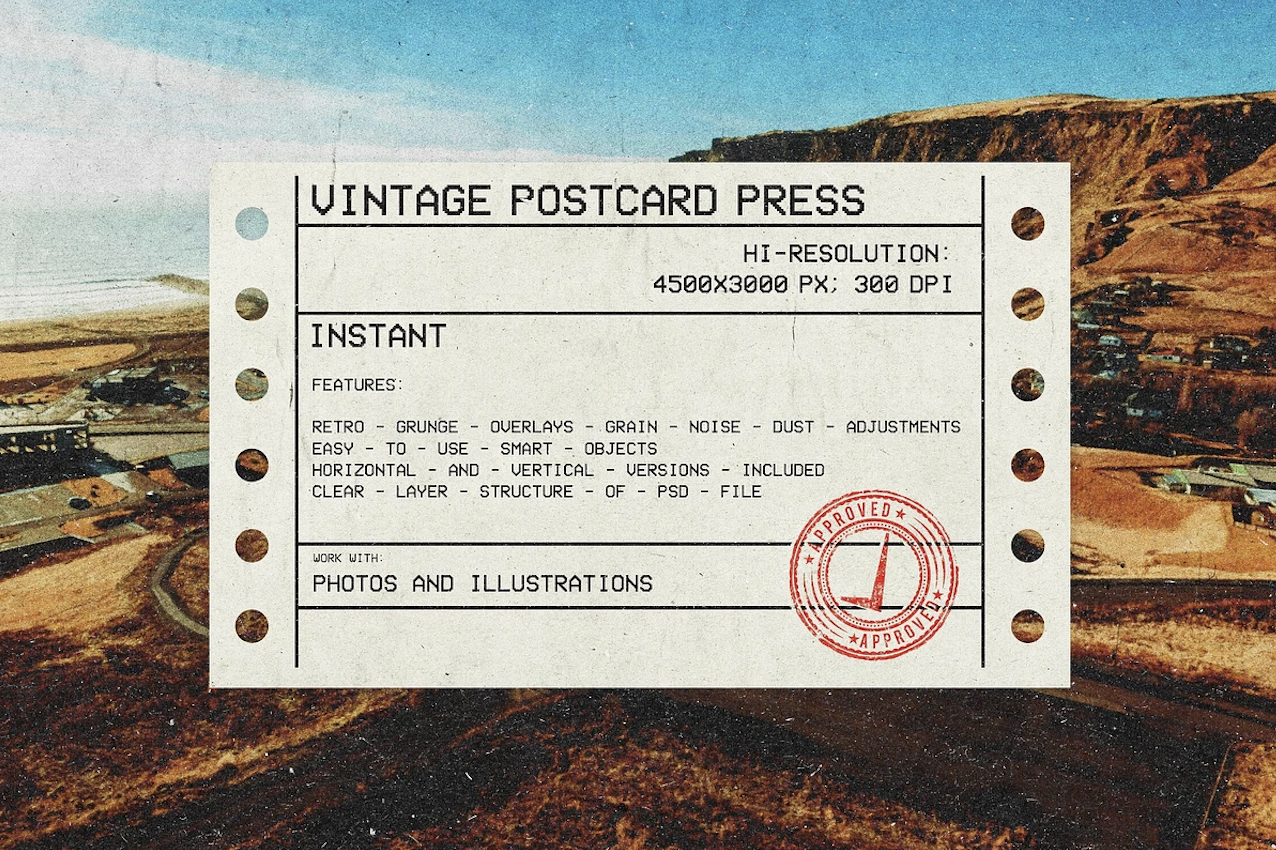 VINTAGE POSTCARD PRESS
HI-RESOLUTION:
4500X3000 PX; 300 DPI
INSTANT
FEATURES:
RETRO - GRUNGE - OVERLAYS - GRAIN - NOISE - DUST - ADJUSTMENTS
EASY - TO - USE - SMART - OBJECTS
HORIZONTAL - AND - VERTICAL - VERSIONS - INCLUDED
CLEAR - LAYER - STRUCTURE - OF - PSD - FILE
WORK WITH:
PHOTOS AND ILLUSTRATIONS
★APPROVED★
★APPROVED★